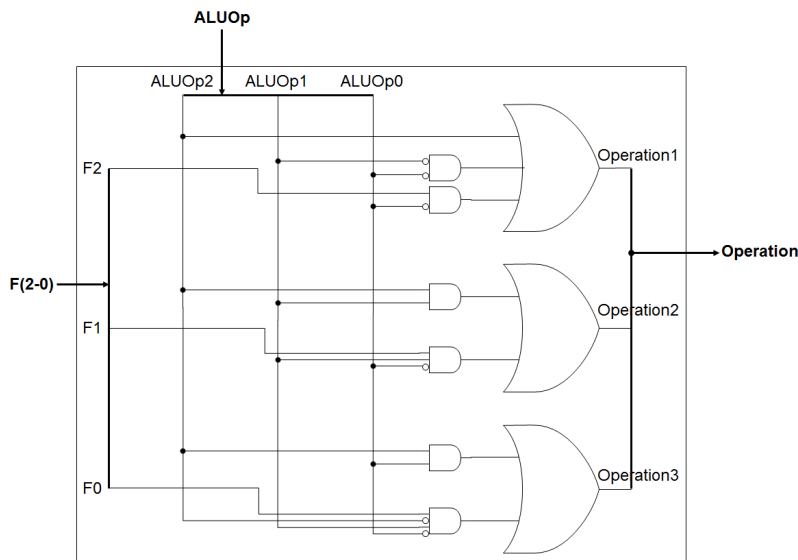 ALUOp
ALUOp2 ALUOp1 ALUOp0
Operation1
F2
Operation
F(2-0)
Operation2
F1
Operation3
F0